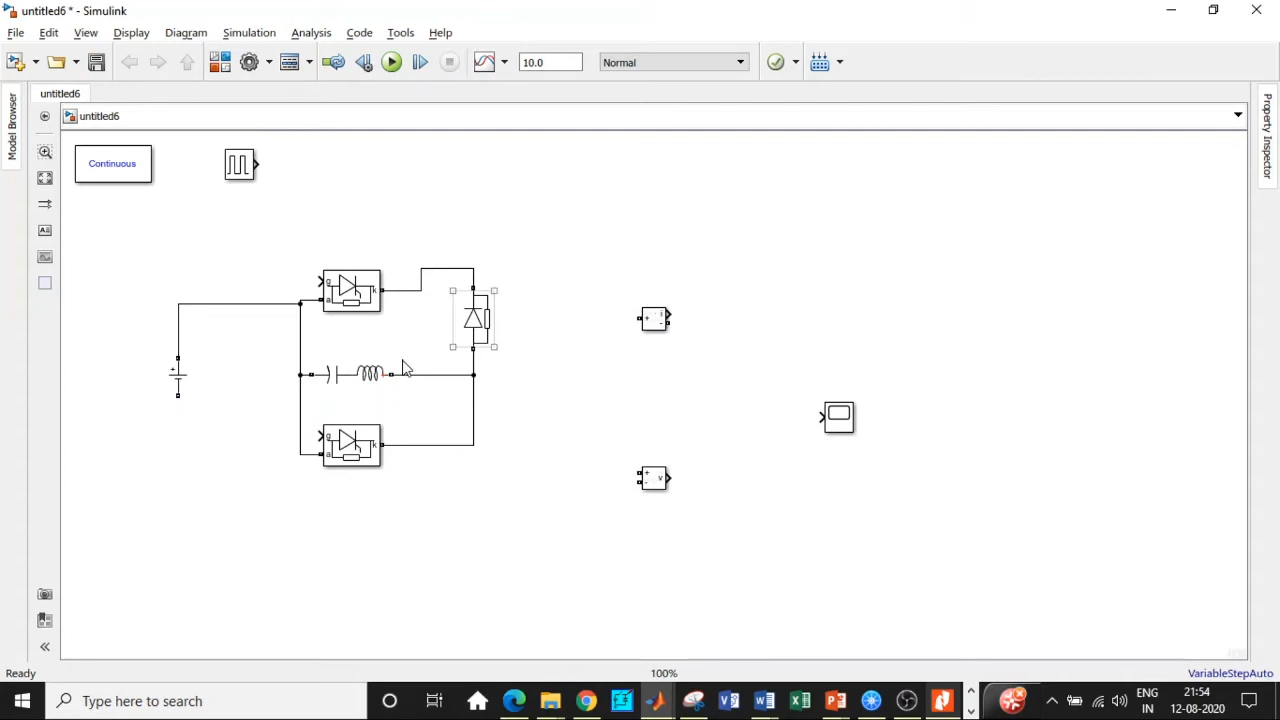 untitled6 * - Simulink
File Edit View Display Diagram Simulation Analysis Code Tools Help
10.0 Normal
untitled6
untitled6
Model Browser
Property Inspector
Continuous
g
a
k
g
a
k
+
+
i
-
+
-
v
Ready
100%
VariableStepAuto
Type here to search
ENG
IN
21:54
12-08-2020